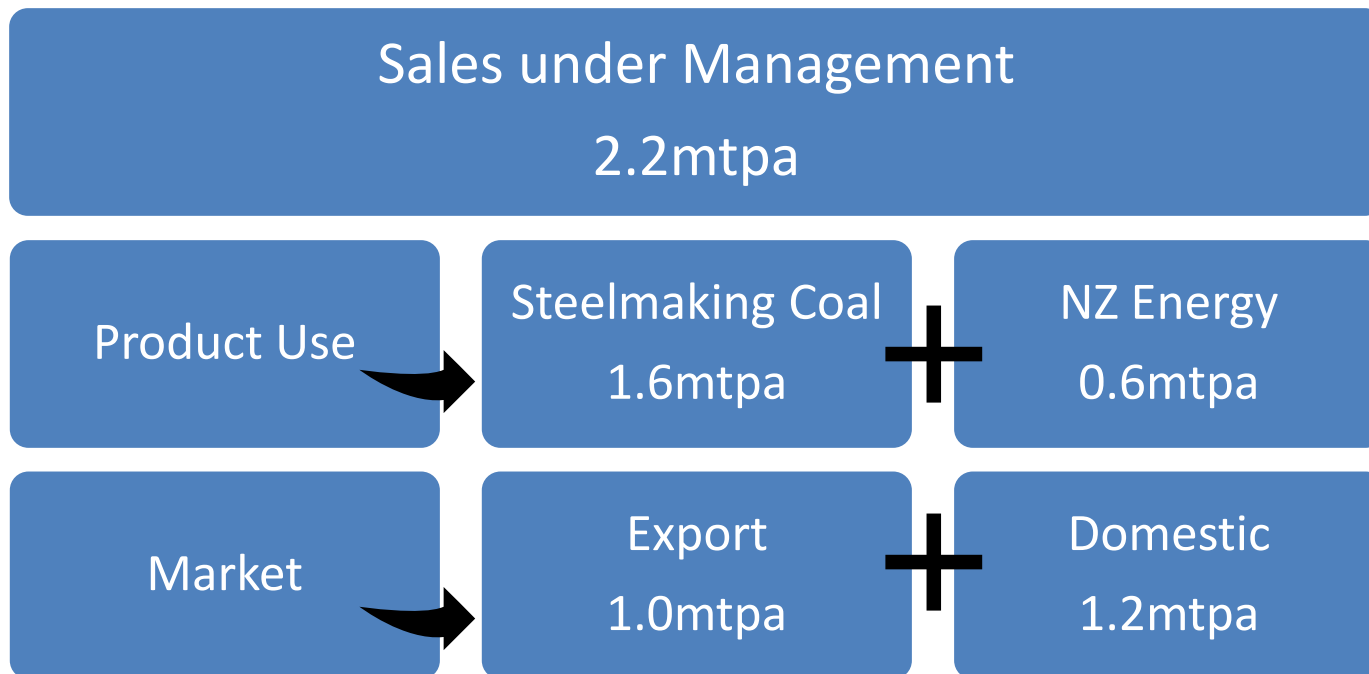 Sales under Management
2.2mtpa
Product Use
Steelmaking Coal
1.6mtpa
NZ Energy
0.6mtpa
Market
Export
1.0mtpa
Domestic
1.2mtpa